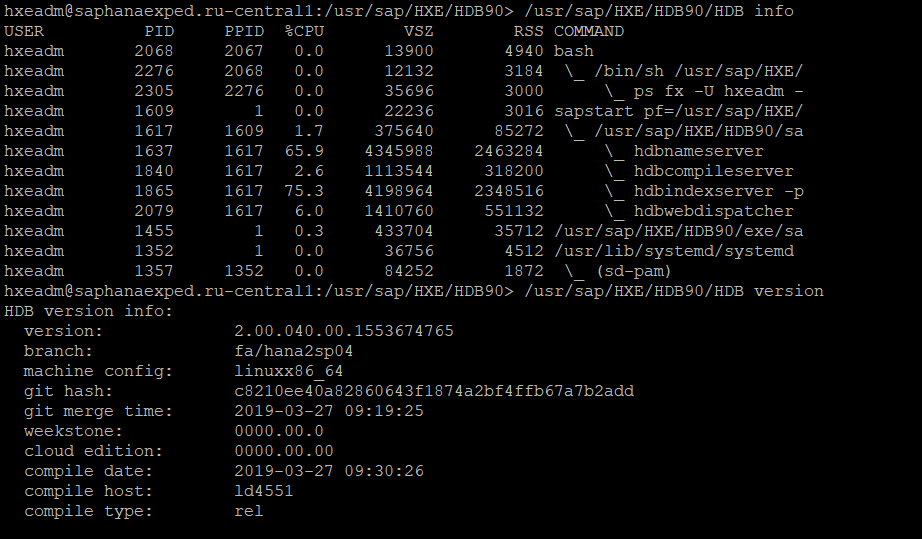 hxeadm@saphanaexped.ru-central1:/usr/sap/HXE/HDB90> /usr/sap/HXE/HDB90/HDB info
USER          PID   PPID  %CPU        VSZ        RSS COMMAND
hxeadm       2068   2067   0.0      13900       4940 bash
hxeadm       2276   2068   0.0      12132       3184  \_ /bin/sh /usr/sap/HXE/
hxeadm       2305   2276   0.0      35696       3000      \_ ps fx -U hxeadm -
hxeadm       1609      1   0.0      22236       3016 sapstart pf=/usr/sap/HXE/
hxeadm       1617   1609   1.7     375640      85272  \_ /usr/sap/HXE/HDB90/sa
hxeadm       1637   1617  65.9    4345988    2463284      \_ hdbnameserver
hxeadm       1840   1617   2.6    1113544     318200      \_ hdbcompileserver
hxeadm       1865   1617  75.3    4198964    2348516      \_ hdbindexserver -p
hxeadm       2079   1617   6.0    1410760     551132      \_ hdbwebdispatcher
hxeadm       1455      1   0.3     433704      35712 /usr/sap/HXE/HDB90/exe/sa
hxeadm       1352      1   0.0      36756       4512 /usr/lib/systemd/systemd
hxeadm       1357   1352   0.0      84252       1872  \_ (sd-pam)
hxeadm@saphanaexped.ru-central1:/usr/sap/HXE/HDB90> /usr/sap/HXE/HDB90/HDB version
HDB version info:
  version:             2.00.040.00.1553674765
  branch:              fa/hana2sp04
  machine config:      linuxx86_64
  git hash:            c8210ee40a82860643f1874a2bf4ffb67a7b2add
  git merge time:      2019-03-27 09:19:25
  weekstone:           0000.00.0
  cloud edition:       0000.00.00
  compile date:        2019-03-27 09:30:26
  compile host:        ld4551
  compile type:        rel